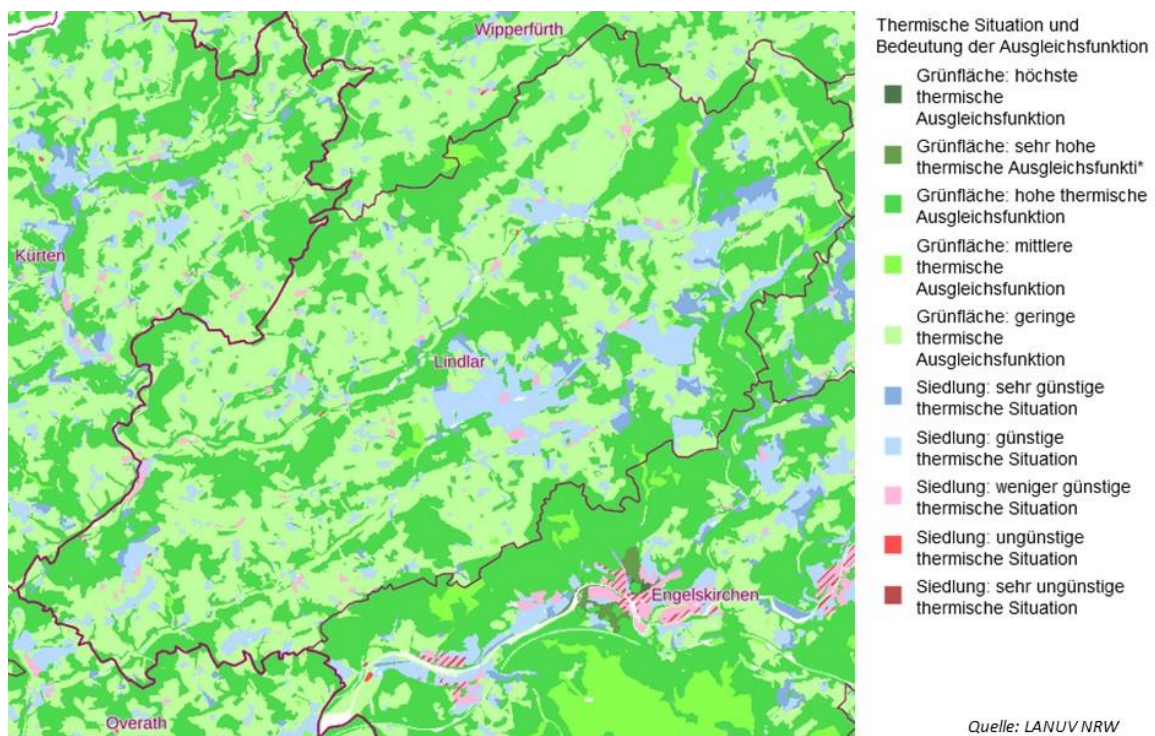 Wipperfürth
Kürten
Lindlar
Engelskirchen
Overath
Thermische Situation und
Bedeutung der Ausgleichsfunktion
Grünfläche: höchste
thermische
Ausgleichsfunktion
Grünfläche: sehr hohe
thermische Ausgleichsfunkti*
Grünfläche: hohe thermische
Ausgleichsfunktion
Grünfläche: mittlere
thermische
Ausgleichsfunktion
Grünfläche: geringe
thermische
Ausgleichsfunktion
Siedlung: sehr günstige
thermische Situation
Siedlung: günstige
thermische Situation
Siedlung: weniger günstige
thermische Situation
Siedlung: ungünstige
thermische Situation
Siedlung: sehr ungünstige
thermische Situation
Quelle: LANUV NRW